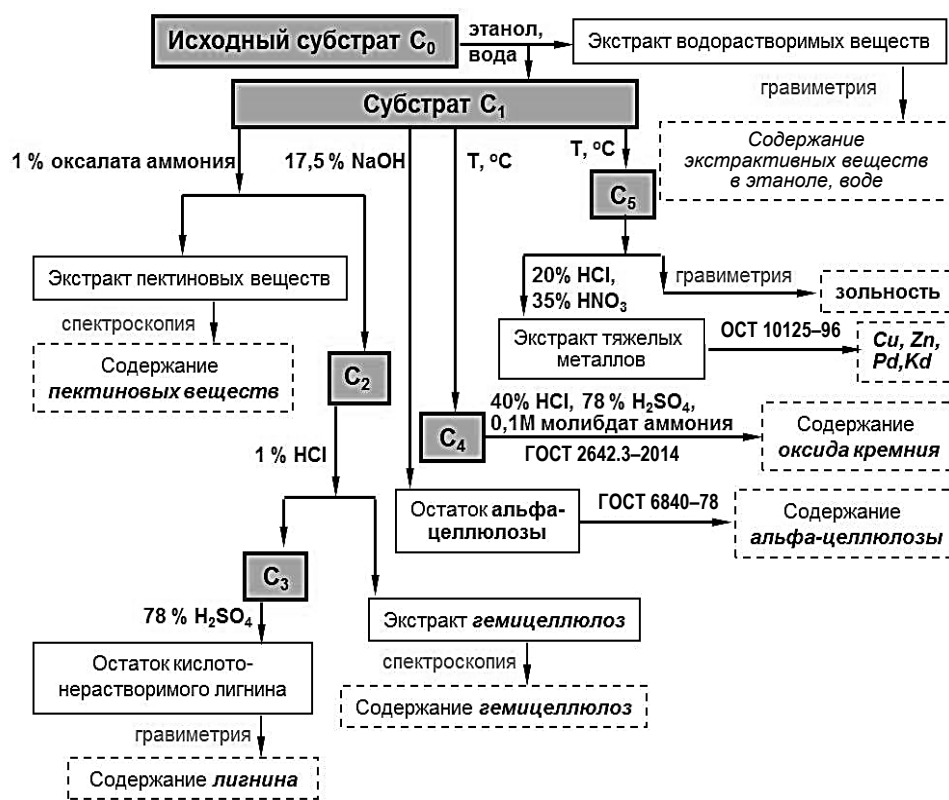 Исходный субстрат C0
этанол,
вода
Экстракт водорастворимых веществ
гравиметрия
Содержание
экстрактивных веществ
в этаноле, воде
Субстрат C1
1 % оксалата аммония
17,5 % NaOH
T, °C
T, °C
C5
Экстракт пектиновых веществ
спектроскопия
Содержание
пектиновых веществ
20% HCl,
35% HNO3
гравиметрия
зольность
Экстракт тяжелых
металлов
ОСТ 10125–96
Cu, Zn,
Pd,Kd
C2
1 % HCl
C4
40% HCl, 78 % H2SO4,
0,1М молибдат аммония
ГОСТ 2642.3–2014
Содержание
оксида кремния
Остаток альфа-
целлюлозы
ГОСТ 6840–78
Содержание
альфа-целлюлозы
C3
78 % H2SO4
Остаток кислото-
нерастворимого лигнина
гравиметрия
Содержание лигнина
Экстракт гемицеллюлоз
спектроскопия
Содержание гемицеллюлоз